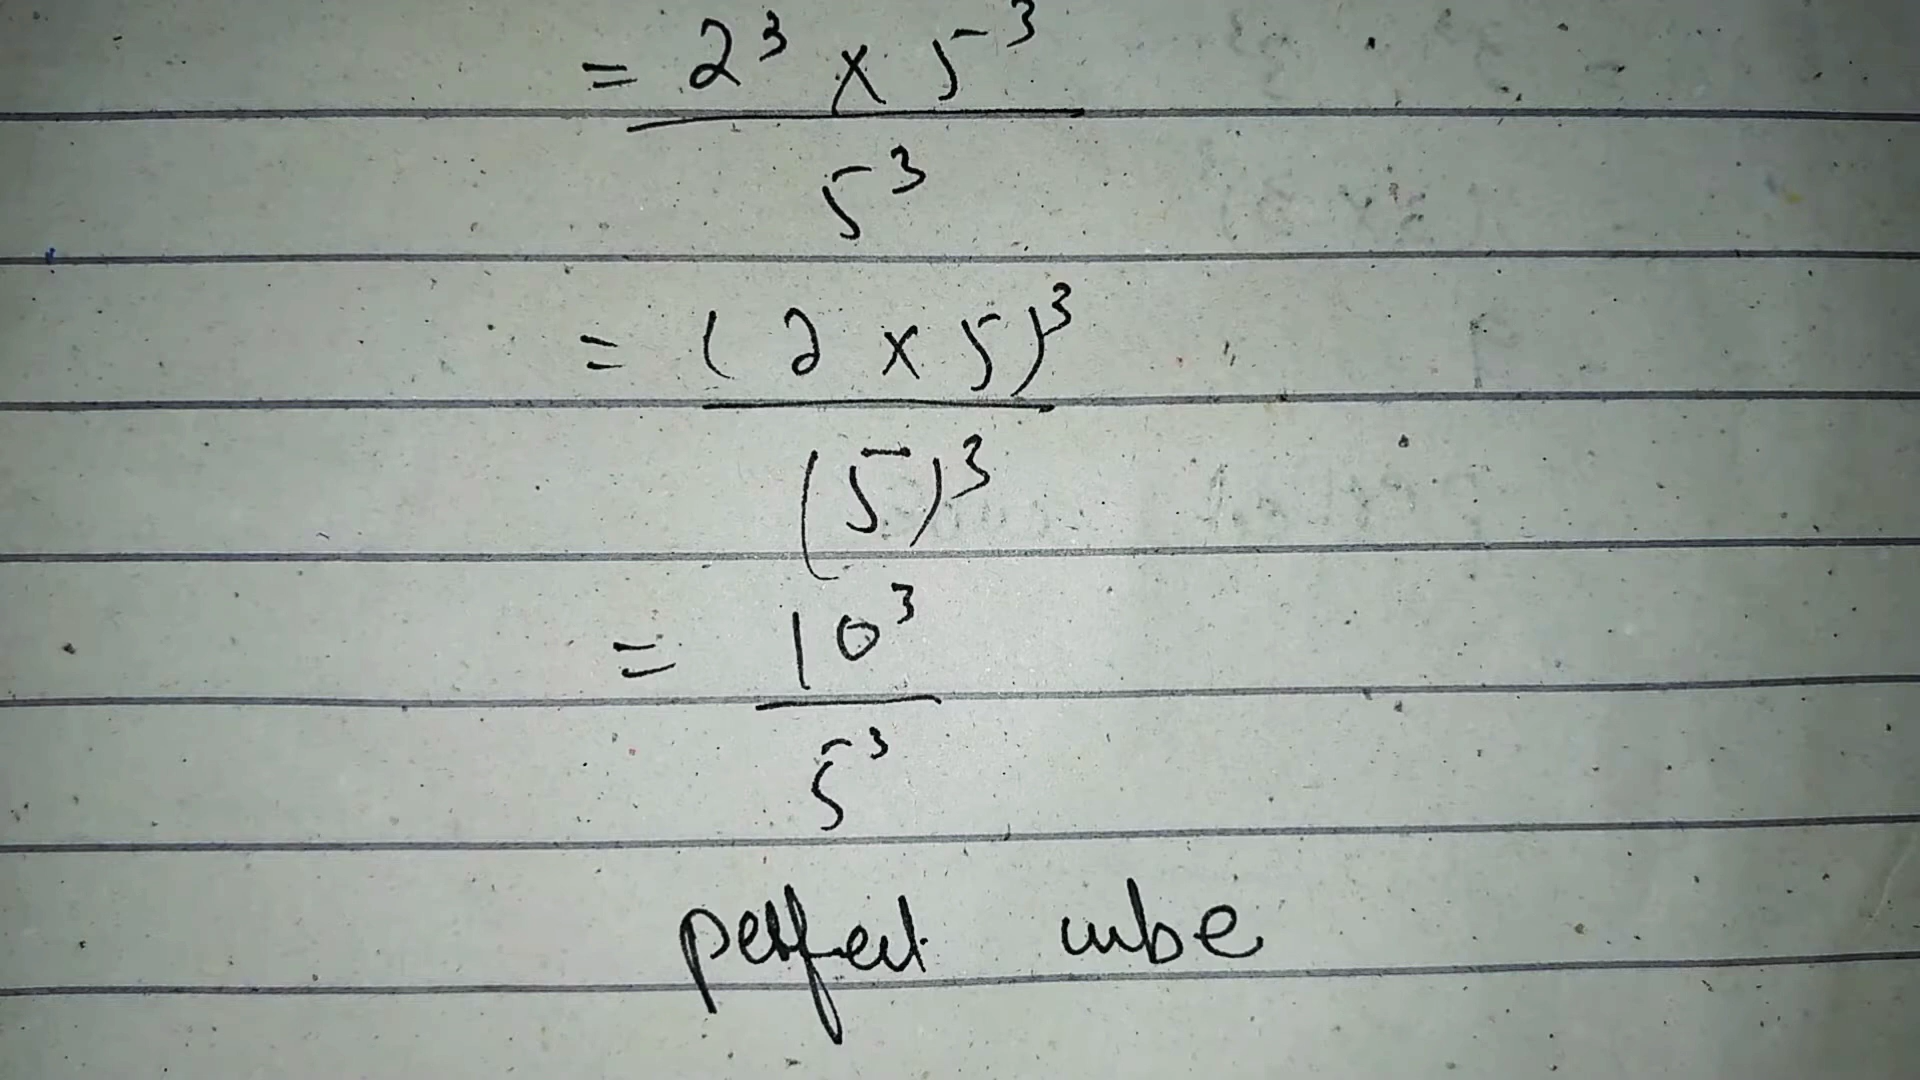 = 2³ × 5³
5³
= (2 × 5)³
(5)³
= 10³
5³
perfect cube